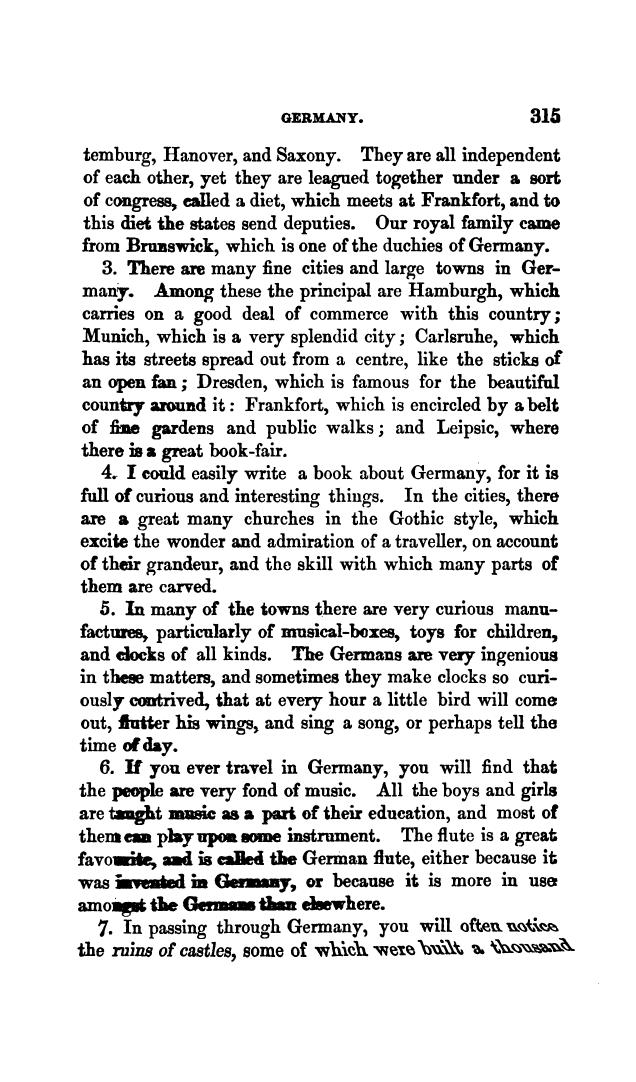 GERMANY. 315
temburg, Hanover, and Saxony. They are all independent
of each other, yet they are leagued together under a sort
of congress, called a diet, which meets at Frankfort, and to
this diet the states send deputies. Our royal family came
from Brunswick, which is one of the duchies of Germany.
3. There are many fine cities and large towns in Ger-
many. Among these the principal are Hamburgh, which
carries on a good deal of commerce with this country;
Munich, which is a very splendid city; Carlsruhe, which
has its streets spread out from a centre, like the sticks of
an open fan; Dresden, which is famous for the beautiful
country around it: Frankfort, which is encircled by a belt
of fine gardens and public walks; and Leipsic, where
there is a great book-fair.
4. I could easily write a book about Germany, for it is
full of curious and interesting things. In the cities, there
are a great many churches in the Gothic style, which
excite the wonder and admiration of a traveller, on account
of their grandeur, and the skill with which many parts of
them are carved.
5. In many of the towns there are very curious manu-
factures, particularly of musical-boxes, toys for children,
and clocks of all kinds. The Germans are very ingenious
in these matters, and sometimes they make clocks so curi-
ously contrived, that at every hour a little bird will come
out, flutter his wings, and sing a song, or perhaps tell the
time of day.
6. If you ever travel in Germany, you will find that
the people are very fond of music. All the boys and girls
are taught music as a part of their education, and most of
them can play upon some instrument. The flute is a great
favourite, and is called the German flute, either because it
was invented in Germany, or because it is more in use
amongst the Germans than elsewhere.
7. In passing through Germany, you will often notice
the ruins of castles, some of which were built a thousand